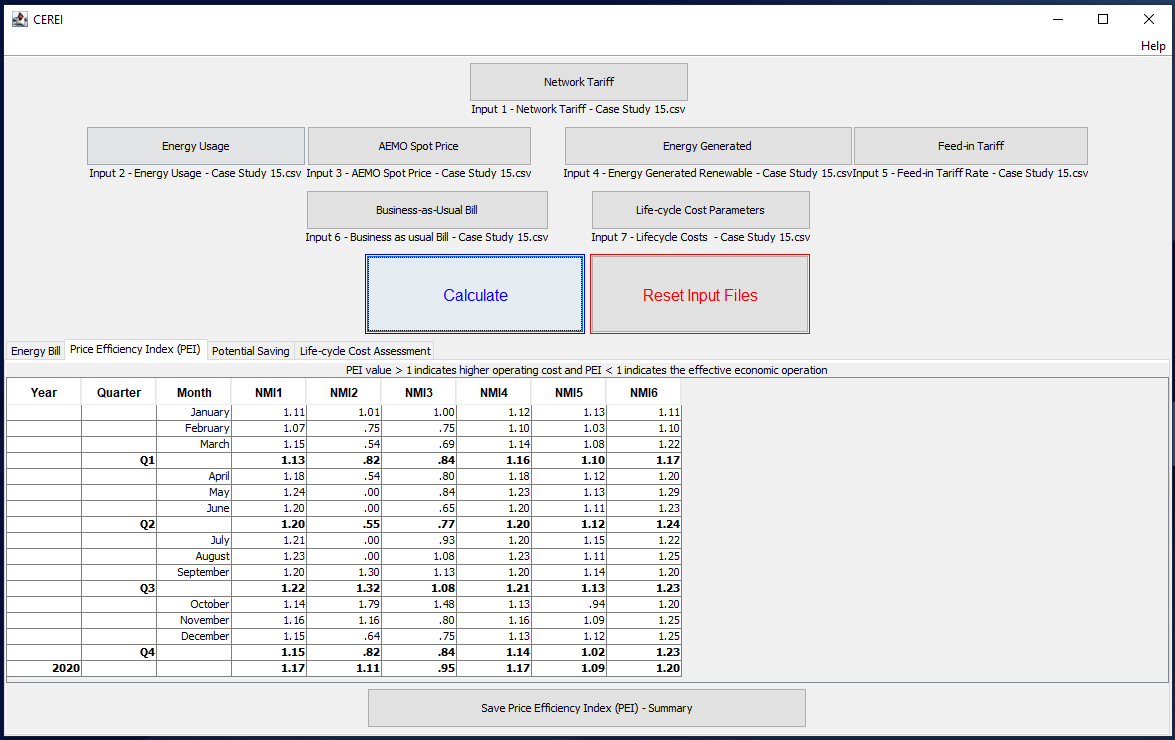 CEREI
Help
Network Tariff
Input 1 - Network Tariff - Case Study 15.csv
Energy Usage AEMO Spot Price Energy Generated Feed-in Tariff
Input 2 - Energy Usage - Case Study 15.csv Input 3 - AEMO Spot Price - Case Study 15.csv Input 4 - Energy Generated Renewable - Case Study 15.csv Input 5 - Feed-in Tariff Rate - Case Study 15.csv
Business-as-Usual Bill Life-cycle Cost Parameters
Input 6 - Business as usual Bill - Case Study 15.csv Input 7 - Lifecycle Costs - Case Study 15.csv
Calculate Reset Input Files
Energy Bill Price Efficiency Index (PEI) Potential Saving Life-cycle Cost Assessment
PEI value > 1 indicates higher operating cost and PEI < 1 indicates the effective economic operation
Year Quarter Month NMI1 NMI2 NMI3 NMI4 NMI5 NMI6
January 1.11 1.01 1.00 1.12 1.13 1.11
February 1.07 .75 .75 1.10 1.03 1.10
March 1.15 .54 .69 1.14 1.08 1.22
Q1 1.13 .82 .84 1.16 1.10 1.17
April 1.18 .54 .80 1.18 1.12 1.20
May 1.24 .00 .84 1.23 1.13 1.29
June 1.20 .00 .65 1.20 1.11 1.23
Q2 1.20 .55 .77 1.20 1.12 1.24
July 1.21 .00 .93 1.20 1.15 1.22
August 1.23 .00 1.08 1.23 1.11 1.25
September 1.20 1.30 1.13 1.20 1.14 1.20
Q3 1.22 1.32 1.08 1.21 1.13 1.23
October 1.14 1.79 1.48 1.13 .94 1.20
November 1.16 1.16 .80 1.16 1.09 1.25
December 1.15 .64 .75 1.13 1.12 1.25
Q4 1.15 .82 .84 1.14 1.02 1.23
2020 1.17 1.11 .95 1.17 1.09 1.20
Save Price Efficiency Index (PEI) - Summary